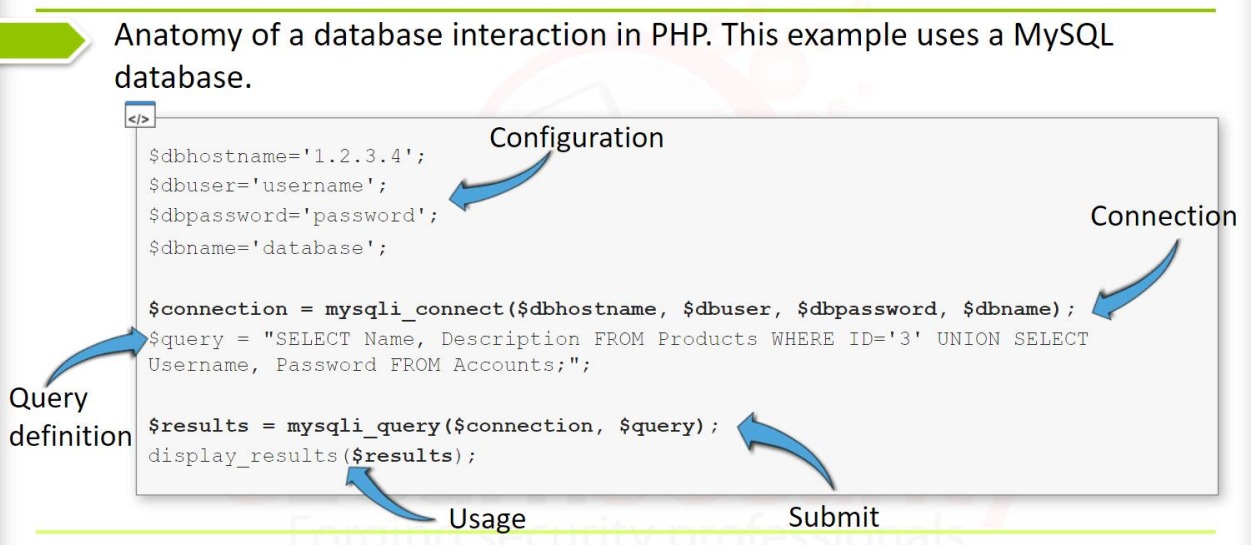 Anatomy of a database interaction in PHP. This example uses a MySQL
database.
</>
Configuration
$dbhostname='1.2.3.4';
$dbuser='username';
$dbpassword='password';
$dbname='database';
Connection
$connection = mysqli_connect($dbhostname, $dbuser, $dbpassword, $dbname);
$query = "SELECT Name, Description FROM Products WHERE ID='3' UNION SELECT
Username, Password FROM Accounts;";
Query
definition
$results = mysqli_query($connection, $query);
display_results($results);
Usage
Submit
Forging security professionals